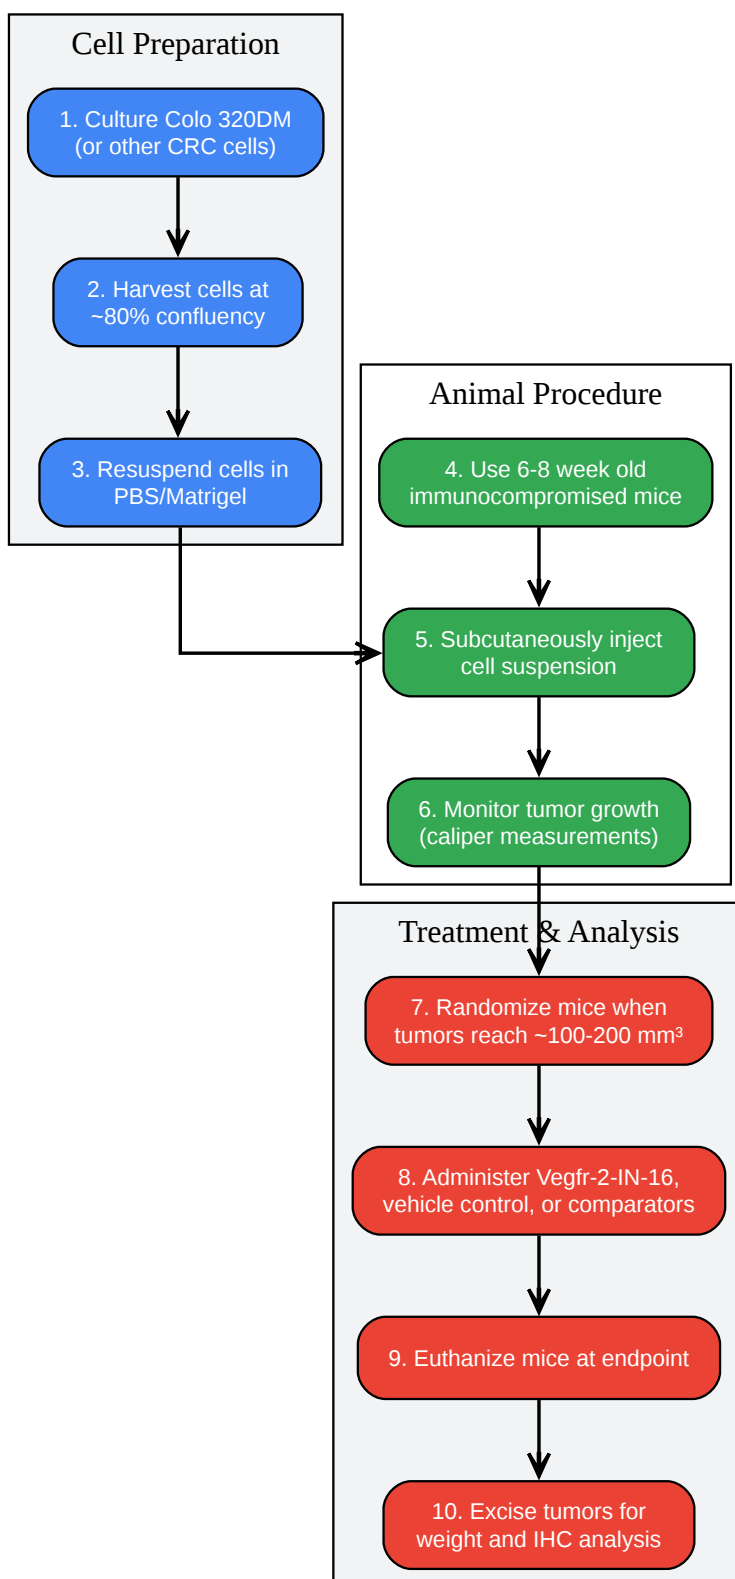 Cell Preparation
1. Culture Colo 320DM
(or other CRC cells)
2. Harvest cells at
~80% confluency
3. Resuspend cells in
PBS/Matrigel
Animal Procedure
4. Use 6-8 week old
immunocompromised mice
5. Subcutaneously inject
cell suspension
6. Monitor tumor growth
(caliper measurements)
Treatment & Analysis
7. Randomize mice when
tumors reach ~100-200 mm³
8. Administer Vegfr-2-IN-16,
vehicle control, or comparators
9. Euthanize mice at endpoint
10. Excise tumors for
weight and IHC analysis